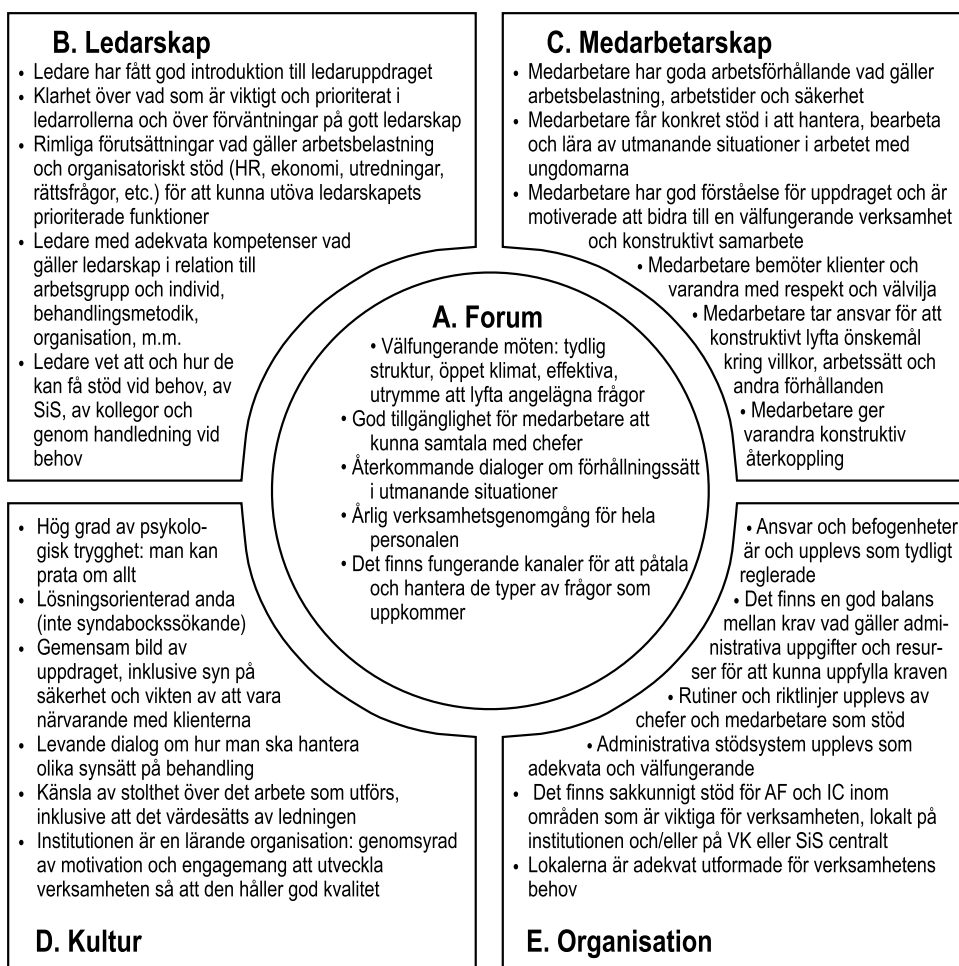 B. Ledarskap
• Ledare har fått god introduktion till ledaruppdraget
• Klarhet över vad som är viktigt och prioriterat i
ledarrollerna och över förväntningar på gott ledarskap
• Rimliga förutsättningar vad gäller arbetsbelastning
och organisatoriskt stöd (HR, ekonomi, utredningar,
rättsfrågor, etc.) för att kunna utöva ledarskapets
prioriterade funktioner
• Ledare med adekvata kompetenser vad
gäller ledarskap i relation till
arbetsgrupp och individ,
behandlingsmetodik,
organisation, m.m.
• Ledare vet att och hur de
kan få stöd vid behov, av
SiS, av kollegor och
genom handledning vid
behov
C. Medarbetarskap
• Medarbetare har goda arbetsförhållande vad gäller
arbetsbelastning, arbetstider och säkerhet
• Medarbetare får konkret stöd i att hantera, bearbeta
och lära av utmanande situationer i arbetet med
ungdomarna
• Medarbetare har god förståelse för uppdraget och är
motiverade att bidra till en välfungerande verksamhet
och konstruktivt samarbete
• Medarbetare bemöter klienter och
varandra med respekt och välvilja
• Medarbetare tar ansvar för att
konstruktivt lyfta önskemål
kring villkor, arbetssätt och
andra förhållanden
• Medarbetare ger
varandra konstruktiv
återkoppling
A. Forum
• Välfungerande möten: tydlig
struktur, öppet klimat, effektiva,
utrymme att lyfta angelägna frågor
• God tillgänglighet för medarbetare att
kunna samtala med chefer
• Återkommande dialoger om förhållningssätt
i utmanande situationer
• Årlig verksamhetsgenomgång för hela
personalen
• Det finns fungerande kanaler för att påtala
och hantera de typer av frågor som
uppkommer
• Hög grad av psykolo-
gisk trygghet: man kan
prata om allt
• Lösningsorienterad anda
(inte syndabockssökande)
• Gemensam bild av
uppdraget, inklusive syn på
säkerhet och vikten av att vara
närvarande med klienterna
• Levande dialog om hur man ska hantera
olika synsätt på behandling
• Känsla av stolthet över det arbete som utförs,
inklusive att det värdesätts av ledningen
• Institutionen är en lärande organisation: genomsyrad
av motivation och engagemang att utveckla
verksamheten så att den håller god kvalitet
D. Kultur
• Ansvar och befogenheter
är och upplevs som tydligt
reglerade
• Det finns en god balans
mellan krav vad gäller admi-
nistrativa uppgifter och resur-
ser för att kunna uppfylla kraven
• Rutiner och riktlinjer upplevs av
chefer och medarbetare som stöd
• Administrativa stödsystem upplevs som
adekvata och välfungerande
• Det finns sakkunnigt stöd för AF och IC inom
områden som är viktiga för verksamheten, lokalt på
institutionen och/eller på VK eller SiS centralt
• Lokalerna är adekvat utformade för verksamhetens
behov
E. Organisation